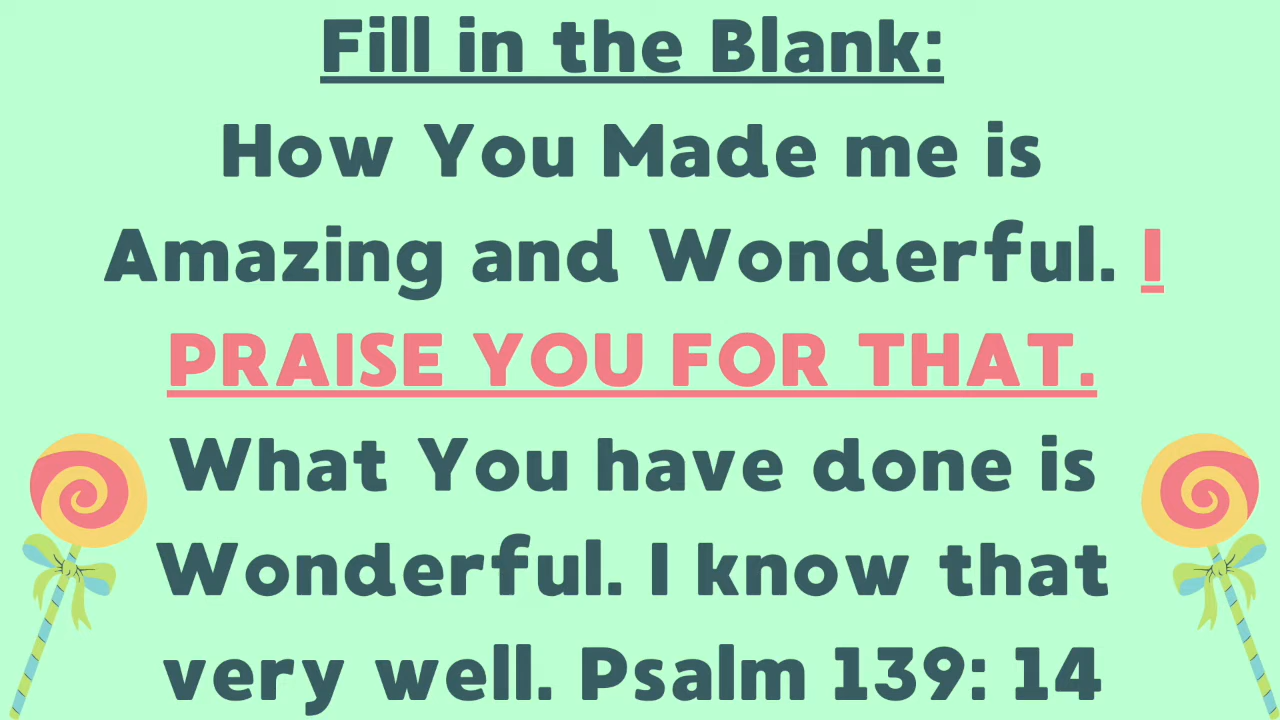 Fill in the Blank:
How You Made me is
Amazing and Wonderful. I
PRAISE YOU FOR THAT.
What You have done is
Wonderful. I know that
very well. Psalm 139: 14